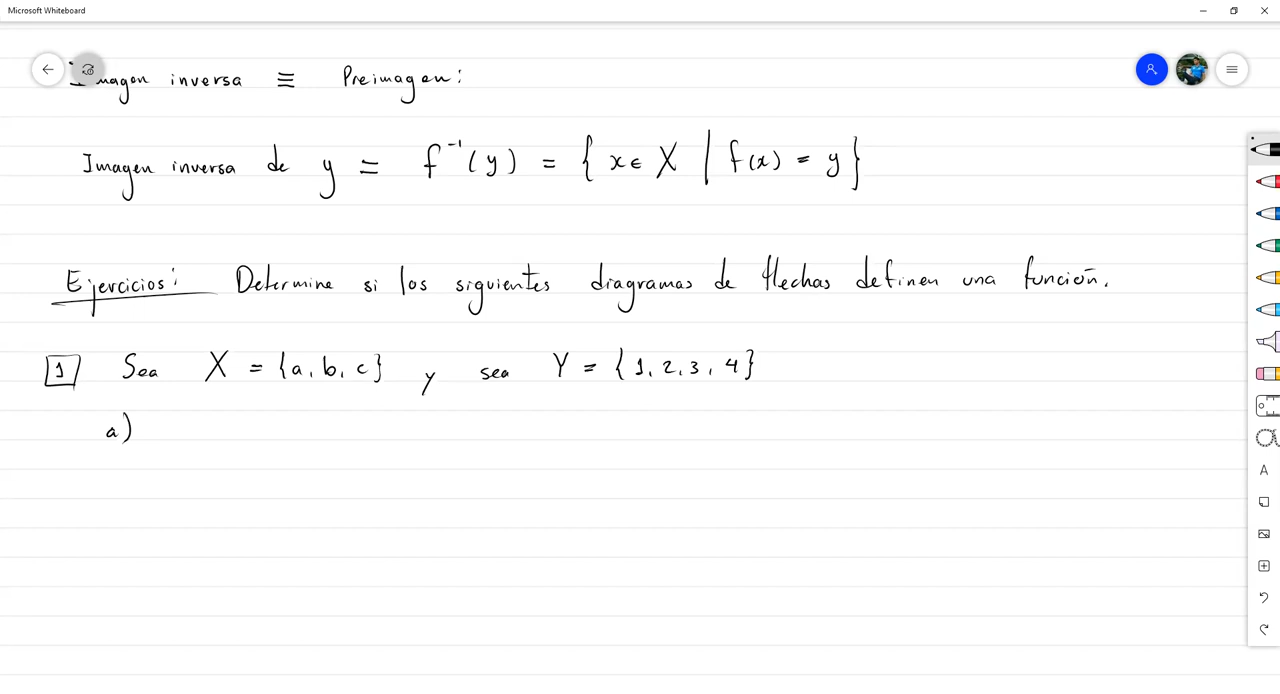 Microsoft Whiteboard
Imagen inversa ≡ Preimagen:
Imagen inversa de y = f⁻¹(y) = { x ∈ X | f(x) = y }
Ejercicios: Determine si los siguientes diagramas de flechas definen una función.
1 Sea X = {a, b, c} y sea Y = {1, 2, 3, 4}
a)
A